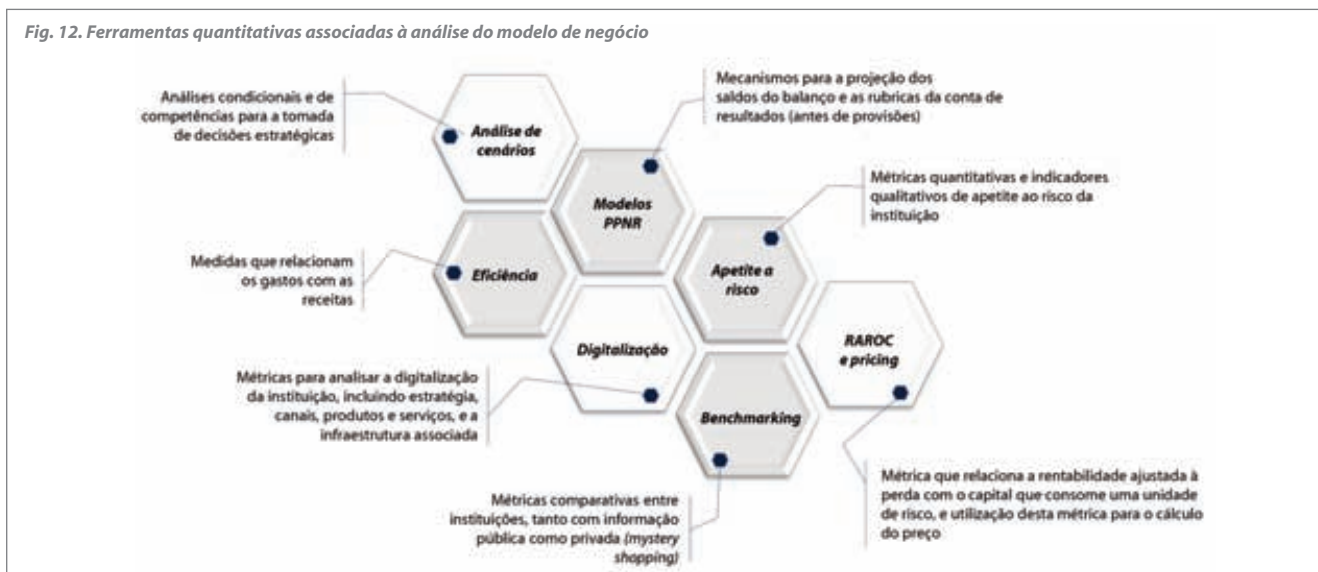 Fig. 12. Ferramentas quantitativas associadas à análise do modelo de negócio
Análises condicionais e de
competências para a tomada
de decisões estratégicas
Análise de
cenários
Mecanismos para a projeção dos
saldos do balanço e as rubricas da conta de
resultados (antes de provisões)
Modelos
PPNR
Métricas quantitativas e indicadores
qualitativos de apetite ao risco da
instituição
Apetite a
risco
Medidas que relacionam
os gastos com as
receitas
Eficiência
Digitalização
RAROC
e pricing
Métricas para analisar a digitalização
da instituição, incluindo estratégia,
canais, produtos e serviços, e a
infraestrutura associada
Benchmarking
Métricas comparativas entre
instituições, tanto com informação
pública como privada (mystery
shopping)
Métrica que relaciona a rentabilidade ajustada à
perda com o capital que consome uma unidade
de risco, e utilização desta métrica para o cálculo
do preço